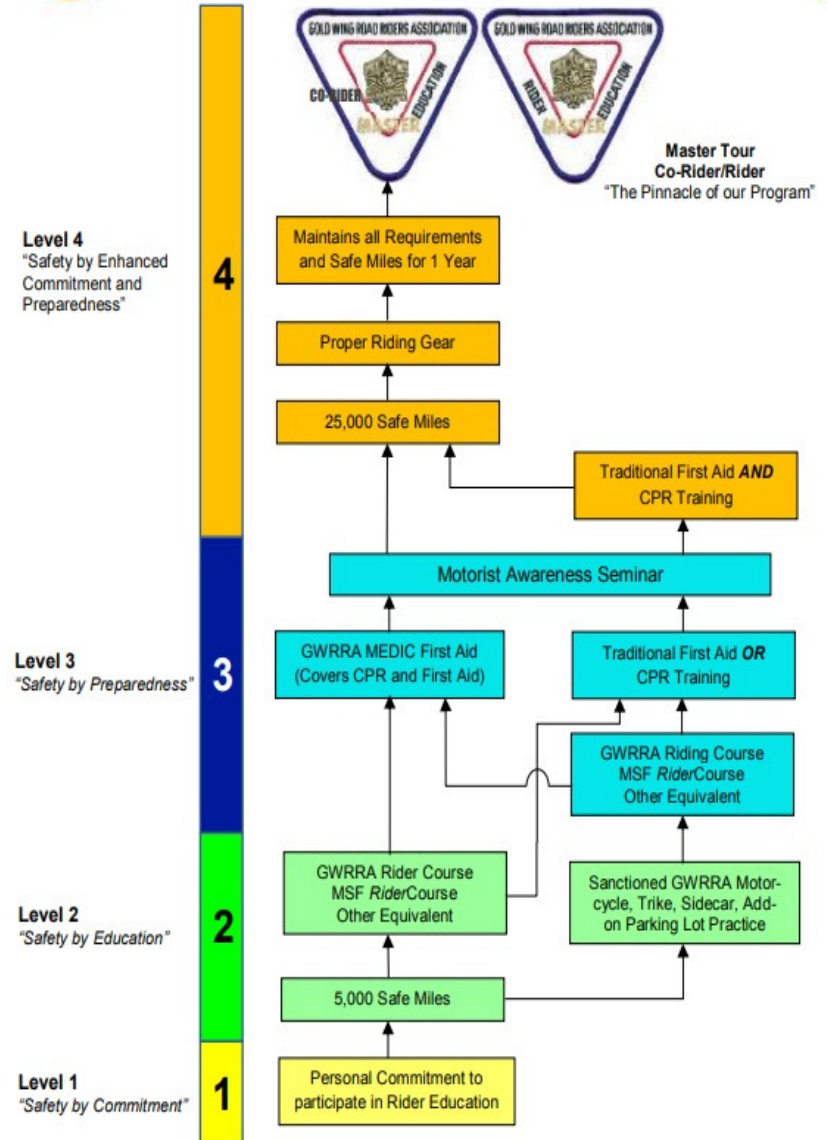 GOLD WING ROAD RIDERS ASSOCIATION
CO-RIDER
EDUCATION
MASTER
GOLD WING ROAD RIDERS ASSOCIATION
RIDER
EDUCATION
MASTER
Master Tour
Co-Rider/Rider
"The Pinnacle of our Program"
Level 4
"Safety by Enhanced
Commitment and
Preparedness"
4
Maintains all Requirements
and Safe Miles for 1 Year
Proper Riding Gear
25,000 Safe Miles
Traditional First Aid AND
CPR Training
Motorist Awareness Seminar
Level 3
"Safety by Preparedness"
3
GWRRA MEDIC First Aid
(Covers CPR and First Aid)
Traditional First Aid OR
CPR Training
GWRRA Riding Course
MSF RiderCourse
Other Equivalent
Level 2
"Safety by Education"
2
GWRRA Rider Course
MSF RiderCourse
Other Equivalent
Sanctioned GWRRA Motor-
cycle, Trike, Sidecar, Add-
on Parking Lot Practice
5,000 Safe Miles
Level 1
"Safety by Commitment"
1
Personal Commitment to
participate in Rider Education